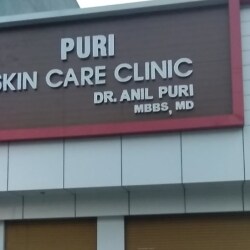 PURI
SKIN CARE CLINIC
DR. ANIL PURI
MBBS, MD